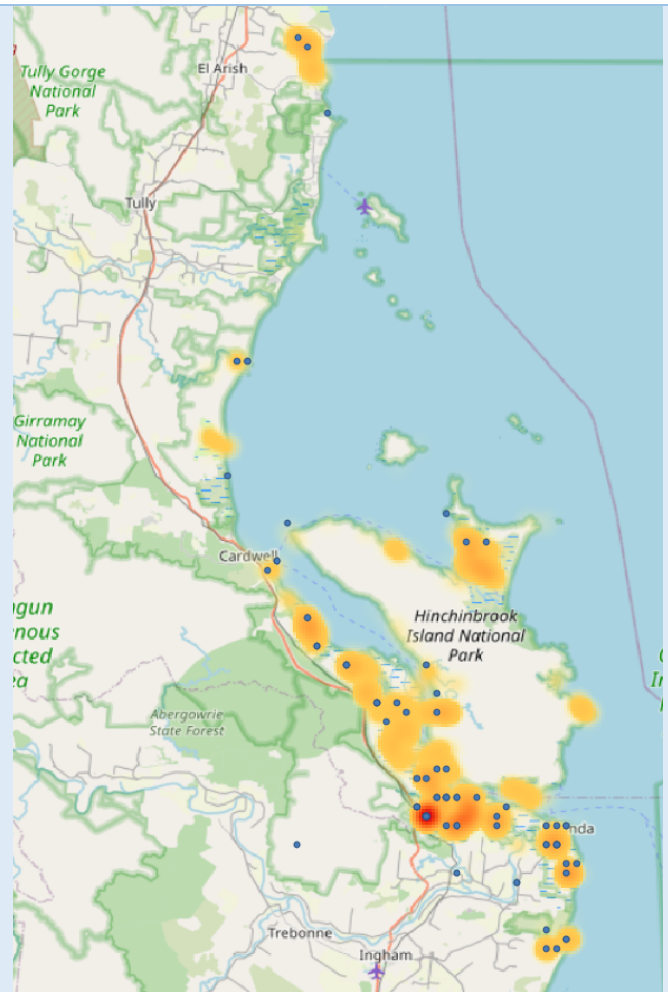 El Arish
Tully Gorge
National
Park
Tully
Girramay
National
Park
Cardwell
Hinchinbrook
Island National
Park
Abergowrie
State Forest
Trebonne
Ingham